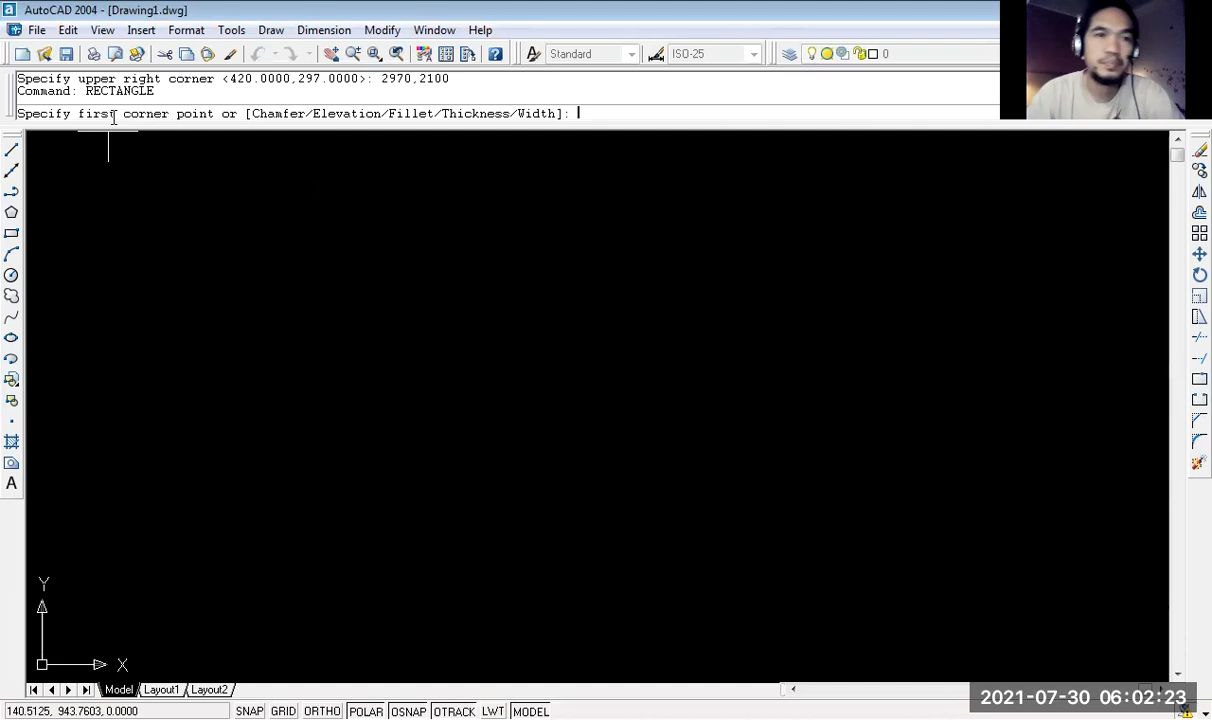 AutoCAD 2004 - [Drawing1.dwg]
File Edit View Insert Format Tools Draw Dimension Modify Window Help
Standard ISO-25 0
Specify upper right corner <420.0000,297.0000>: 2970,2100
Command: RECTANGLE
Specify first corner point or [Chamfer/Elevation/Fillet/Thickness/Width]:
A
Y
X
Model Layout1 Layout2
2021-07-30 06:02:23
140.5125, 943.7603, 0.0000 SNAP GRID ORTHO POLAR OSNAP OTRACK LWT MODEL